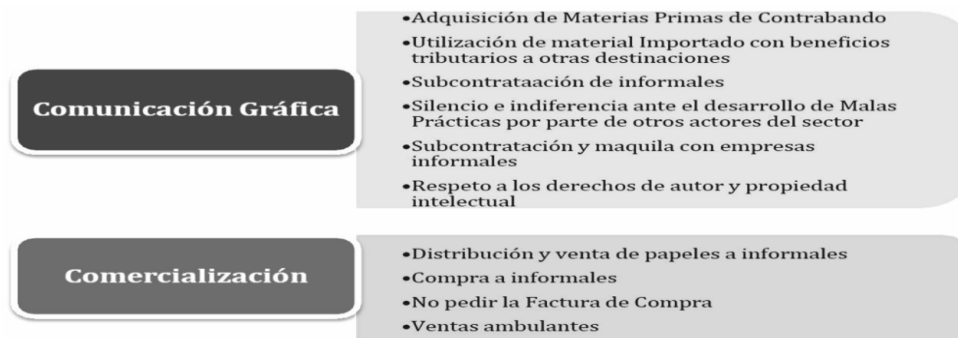 Comunicación Gráfica
•Adquisición de Materias Primas de Contrabando
•Utilización de material Importado con beneficios
tributarios a otras destinaciones
•Subcontrataación de informales
•Silencio e indiferencia ante el desarrollo de Malas
Prácticas por parte de otros actores del sector
•Subcontratación y maquila con empresas
informales
•Respeto a los derechos de autor y propiedad
intelectual
Comercialización
•Distribución y venta de papeles a informales
•Compra a informales
•No pedir la Factura de Compra
•Ventas ambulantes